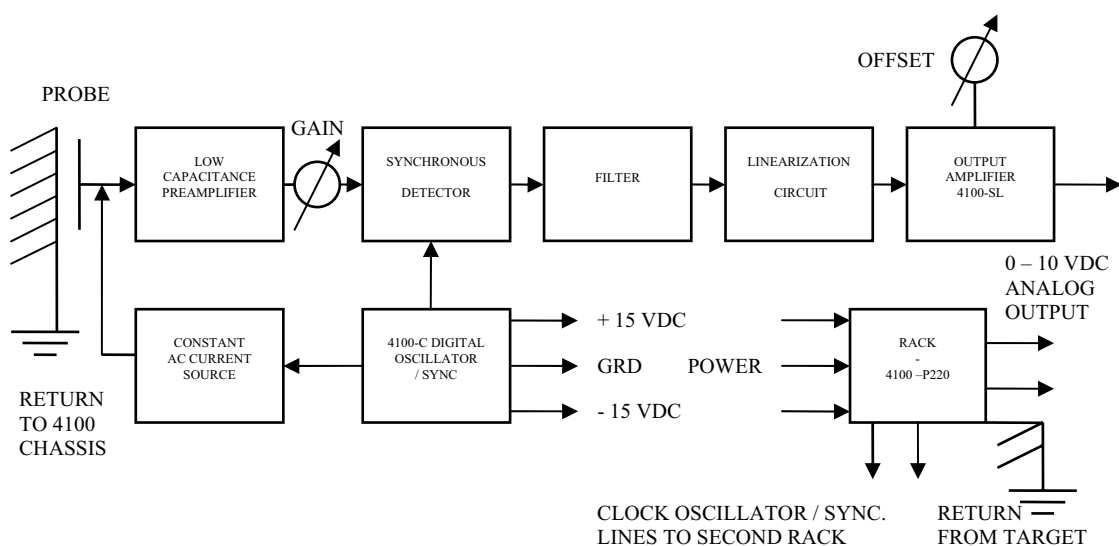 OFFSET
PROBE
GAIN
LOW
CAPACITANCE
PREAMPLIFIER
SYNCHRONOUS
DETECTOR
FILTER
LINEARIZATION
CIRCUIT
OUTPUT
AMPLIFIER
4100-SL
0 – 10 VDC
ANALOG
OUTPUT
CONSTANT
AC CURRENT
SOURCE
4100-C DIGITAL
OSCILLATOR
/ SYNC
+ 15 VDC
GRD
- 15 VDC
POWER
RACK
-
4100 –P220
RETURN
TO 4100
CHASSIS
CLOCK OSCILLATOR / SYNC.
LINES TO SECOND RACK
RETURN
FROM TARGET